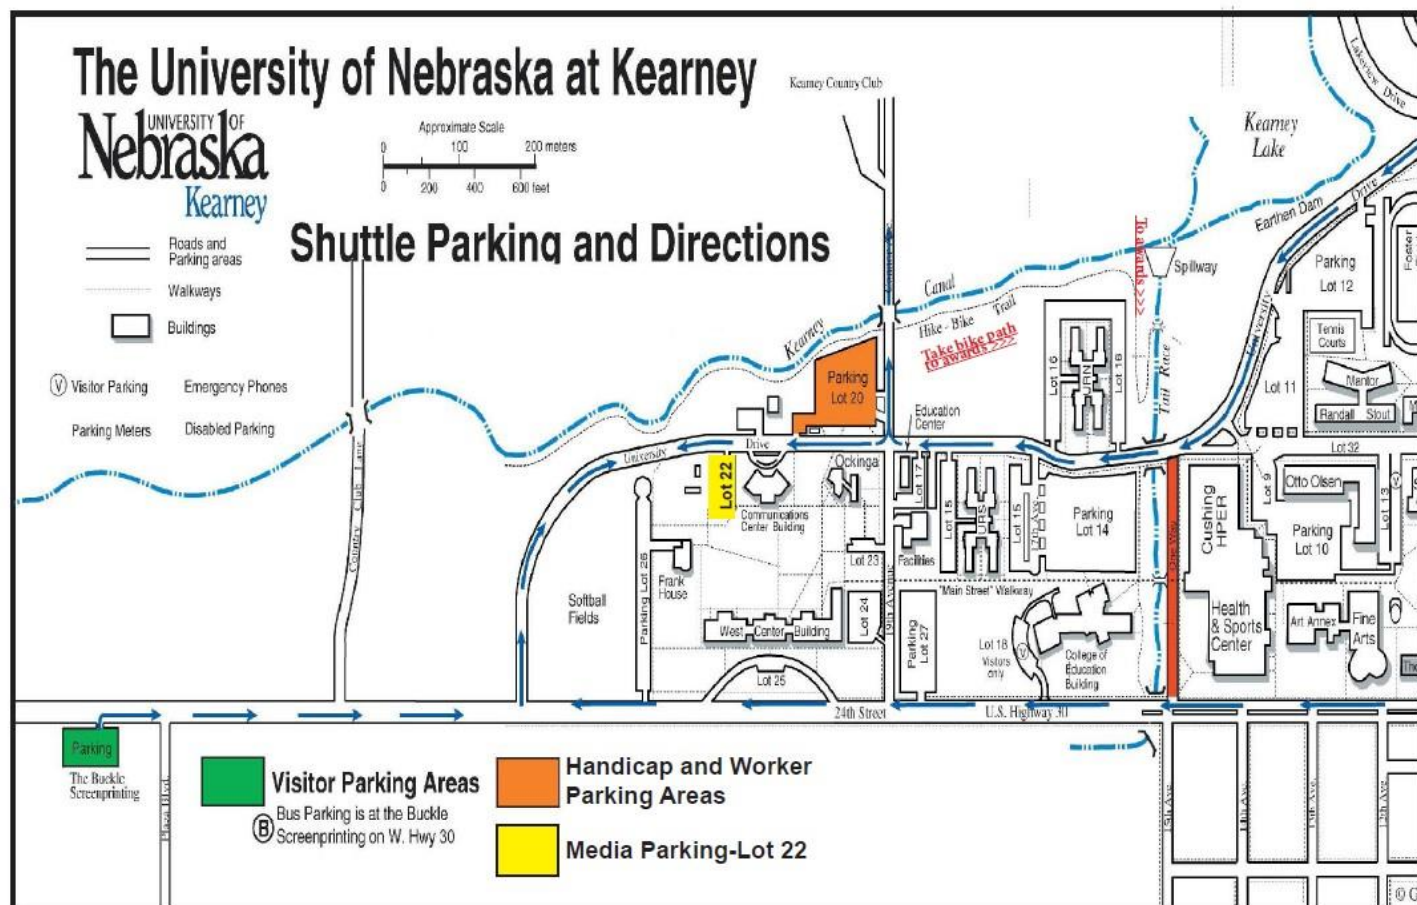 The University of Nebraska at Kearney
UNIVERSITY OF
Nebraska
Kearney
Approximate Scale
0 100 200 meters
0 200 400 600 feet
Shuttle Parking and Directions
Roads and
Parking areas
Walkways
Buildings
V Visitor Parking
Emergency Phones
Parking Meters
Disabled Parking
Kearney Country Club
Kearney
Lake
Lakeview Drive
Earthen Dam
Drive
University
Spillway
To awards >>>
Canal
Kearney
Hike - Bike Trail
Take bike path
to awards >>>
Tail Race
Parking
Lot 12
Foster
Tennis
Courts
Lot 11
Mantor
Randall Stout
Lot 32
Lot 16
URN
Lot 16
Parking
Lot 20
Education
Center
Drive
University
Lot 22
Communications
Center Building
Ockinga
Lot 17
Lot 15
URS
Lot 15
17th Ave
Parking
Lot 14
One Way
Cushing
HPER
Lot 9
Otto Olsen
Lot 13
V
Parking
Lot 10
Country Club Lane
Parking Lot 26
Frank
House
Lot 23
Facilities
19th Avenue
"Main Street" Walkway
Softball
Fields
West Center Building
Lot 24
Parking
Lot 27
Lot 18
Visitors
only
V
College of
Education
Building
Health
& Sports
Center
Art Annex
Fine
Arts
Lot 25
24th Street
U.S. Highway 30
Parking
The Buckle
Screenprinting
Plaza Blvd.
Visitor Parking Areas
B Bus Parking is at the Buckle
Screenprinting on W. Hwy 30
Handicap and Worker
Parking Areas
Media Parking-Lot 22
15th Ave.
13th Ave.
12th Ave.